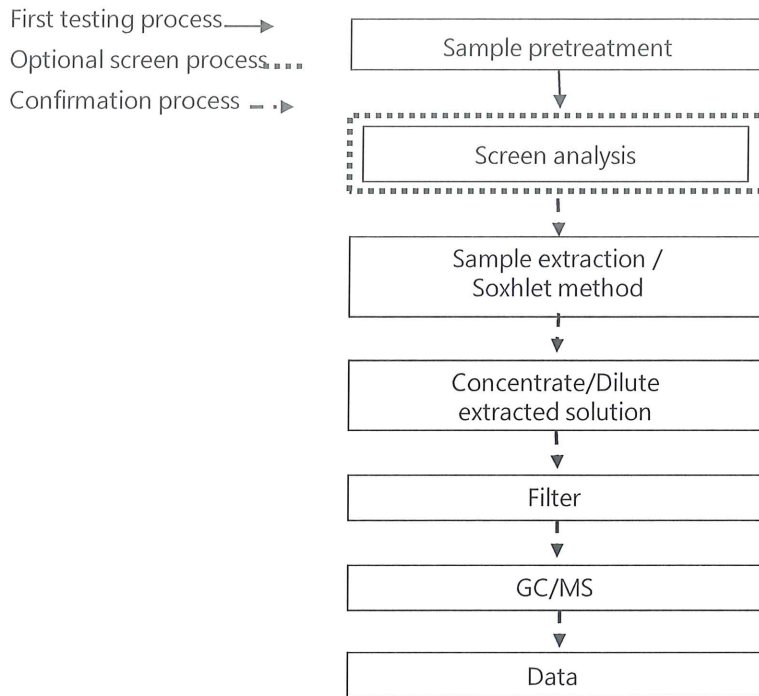 First testing process
Optional screen process
Confirmation process
Sample pretreatment
Screen analysis
Sample extraction /
Soxhlet method
Concentrate/Dilute
extracted solution
Filter
GC/MS
Data